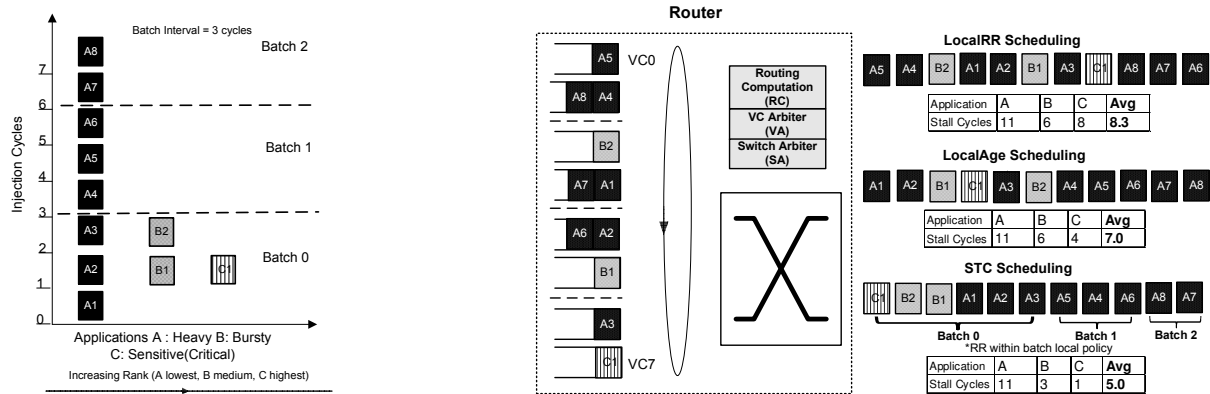 Router
Batch Interval = 3 cycles
Batch 2
A8
7
A7
6
A6
Batch 1
5
A5
4
A4
3
A3
B2
2
Batch 0
A2
B1
C1
1
A1
0
Injection Cycles
Applications A : Heavy B: Bursty
C: Sensitive(Critical)
Increasing Rank (A lowest, B medium, C highest)
A5
VC0
A8 A4
B2
A7 A1
A6 A2
B1
A3
C1
VC7
Routing
Computation
(RC)
VC Arbiter
(VA)
Switch Arbiter
(SA)
LocalRR Scheduling
A5 A4 B2 A1 A2 B1 A3 C1 A8 A7 A6
Application A B C Avg
Stall Cycles 11 6 8 8.3
LocalAge Scheduling
A1 A2 B1 C1 A3 B2 A4 A5 A6 A7 A8
Application A B C Avg
Stall Cycles 11 6 4 7.0
STC Scheduling
C1 B2 B1 A1 A2 A3 A5 A4 A6 A8 A7
Batch 0 Batch 1 Batch 2
*RR within batch local policy
Application A B C Avg
Stall Cycles 11 3 1 5.0